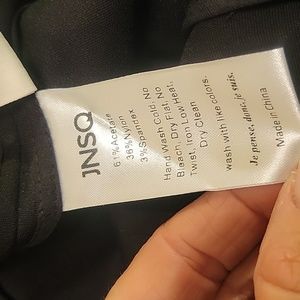 JNSQ
61%Acetate
36%Nylon
3%Spandex
Hand Wash Cold, No
Bleach, Dry Flat, No
Twist, Iron Low Heat,
Dry Clean
wash with like colors.
Je pense, donc je suis.
Made in China